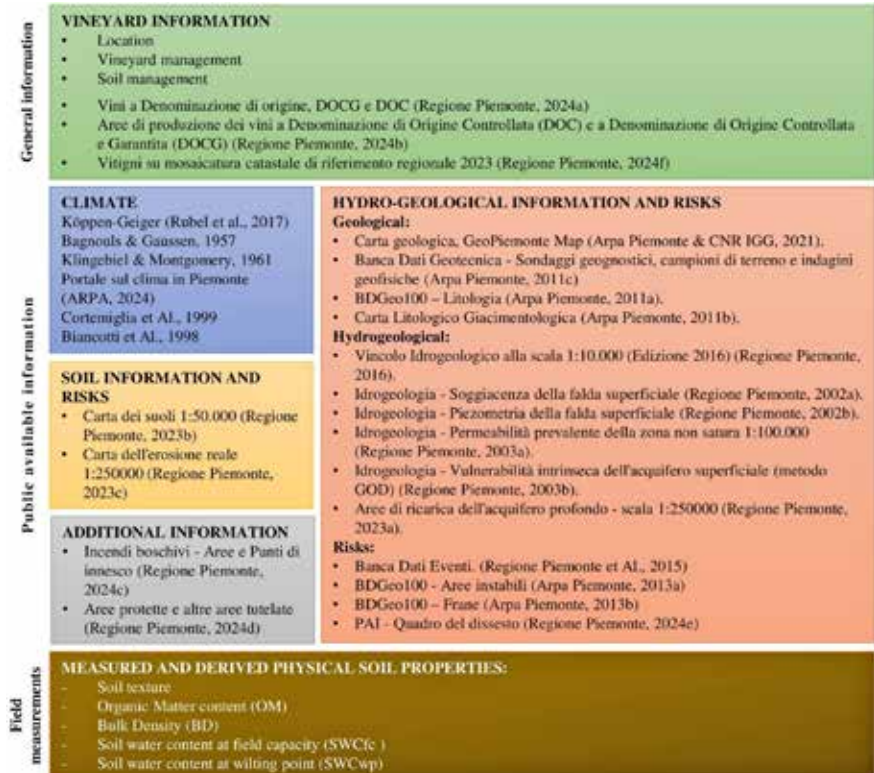 General information
VINEYARD INFORMATION
• Location
• Vineyard management
• Soil management
• Vini a Denominazione di origine, DOCG e DOC (Regione Piemonte, 2024a)
• Aree di produzione dei vini a Denominazione di Origine Controllata (DOC) e a Denominazione di Origine Controllata
e Garantita (DOCG) (Regione Piemonte, 2024b)
• Vitigni su mosaicatura catastale di riferimento regionale 2023 (Regione Piemonte, 2024f)
Public available information
CLIMATE
Köppen-Geiger (Rubel et al., 2017)
Bagnouls & Gaussen, 1957
Klingebiel & Montgomery, 1961
Portale sul clima in Piemonte
(ARPA, 2024)
Cortemiglia et Al., 1999
Biancotti et Al., 1998
SOIL INFORMATION AND
RISKS
• Carta dei suoli 1:50.000 (Regione
Piemonte, 2023b)
• Carta dell'erosione reale
1:250000 (Regione Piemonte,
2023c)
ADDITIONAL INFORMATION
• Incendi boschivi - Aree e Punti di
innesco (Regione Piemonte,
2024c)
• Aree protette e altre aree tutelate
(Regione Piemonte, 2024d)
HYDRO-GEOLOGICAL INFORMATION AND RISKS
Geological:
• Carta geologica, GeoPiemonte Map (Arpa Piemonte & CNR IGG, 2021).
• Banca Dati Geotecnica - Sondaggi geognostici, campioni di terreno e indagini
geofisiche (Arpa Piemonte, 2011c)
• BDGeo100 – Litologia (Arpa Piemonte, 2011a).
• Carta Litologico Giacimentologica (Arpa Piemonte, 2011b).
Hydrogeological:
• Vincolo Idrogeologico alla scala 1:10.000 (Edizione 2016) (Regione Piemonte,
2016).
• Idrogeologia - Soggiacenza della falda superficiale (Regione Piemonte, 2002a).
• Idrogeologia - Piezometria della falda superficiale (Regione Piemonte, 2002b).
• Idrogeologia - Permeabilità prevalente della zona non satura 1:100.000
(Regione Piemonte, 2003a).
• Idrogeologia - Vulnerabilità intrinseca dell'acquifero superficiale (metodo
GOD) (Regione Piemonte, 2003b).
• Aree di ricarica dell'acquifero profondo - scala 1:250000 (Regione Piemonte,
2023a).
Risks:
• Banca Dati Eventi. (Regione Piemonte et Al., 2015)
• BDGeo100 - Aree instabili (Arpa Piemonte, 2013a)
• BDGeo100 – Frane (Arpa Piemonte, 2013b)
• PAI - Quadro del dissesto (Regione Piemonte, 2024e)
Field
measurements
MEASURED AND DERIVED PHYSICAL SOIL PROPERTIES:
- Soil texture
- Organic Matter content (OM)
- Bulk Density (BD)
- Soil water content at field capacity (SWCfc )
- Soil water content at wilting point (SWCwp)